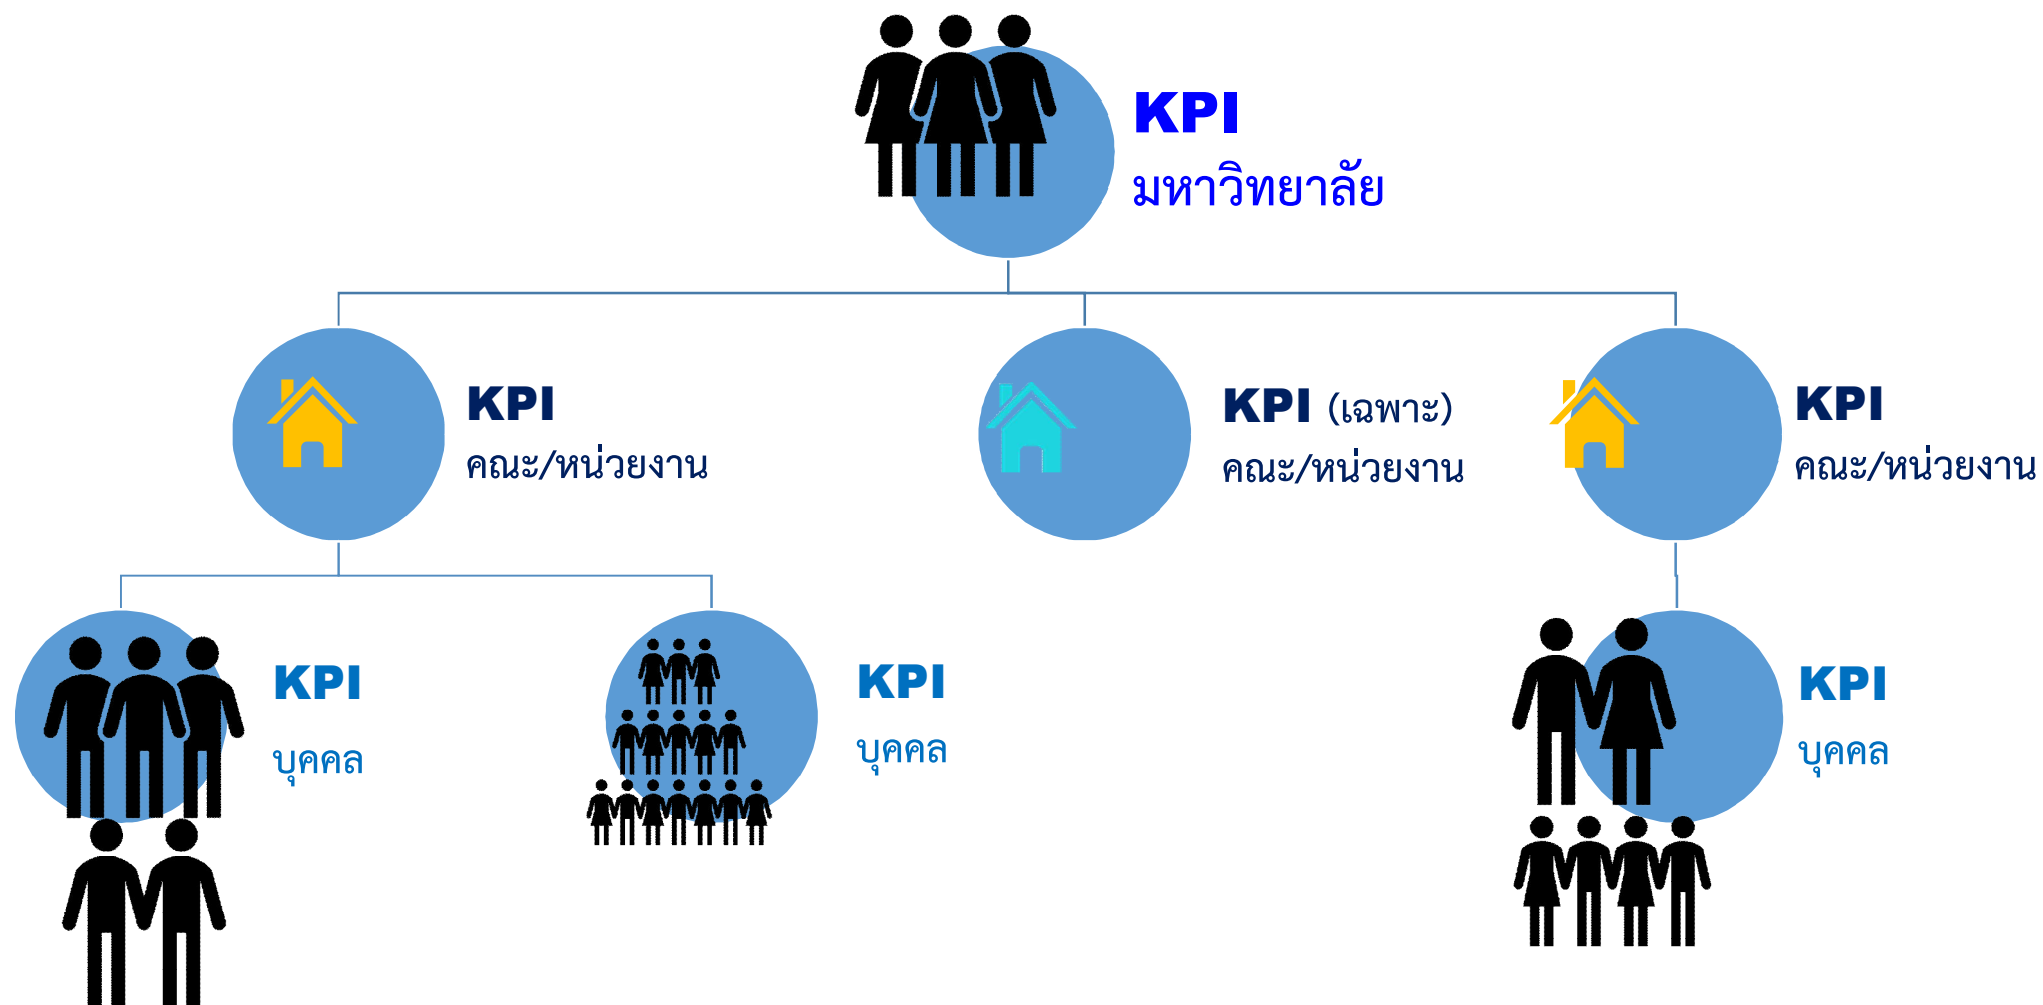 KPI
มหาวิทยาลัย
KPI
คณะ/หน่วยงาน
KPI (เฉพาะ)
คณะ/หน่วยงาน
KPI
คณะ/หน่วยงาน
KPI
บุคคล
KPI
บุคคล
KPI
บุคคล